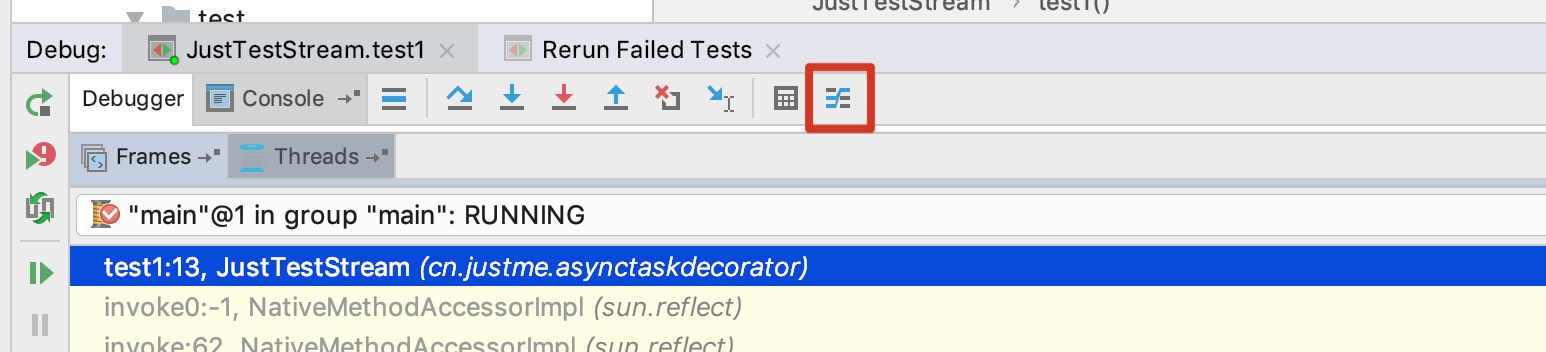 test
JustTestStream › test1()
Debug: JustTestStream.test1 × Rerun Failed Tests ×
Debugger Console
Frames Threads
"main"@1 in group "main": RUNNING
test1:13, JustTestStream (cn.justme.asynctaskdecorator)
invoke0:-1, NativeMethodAccessorImpl (sun.reflect)
invoke:62, NativeMethodAccessorImpl (sun.reflect)